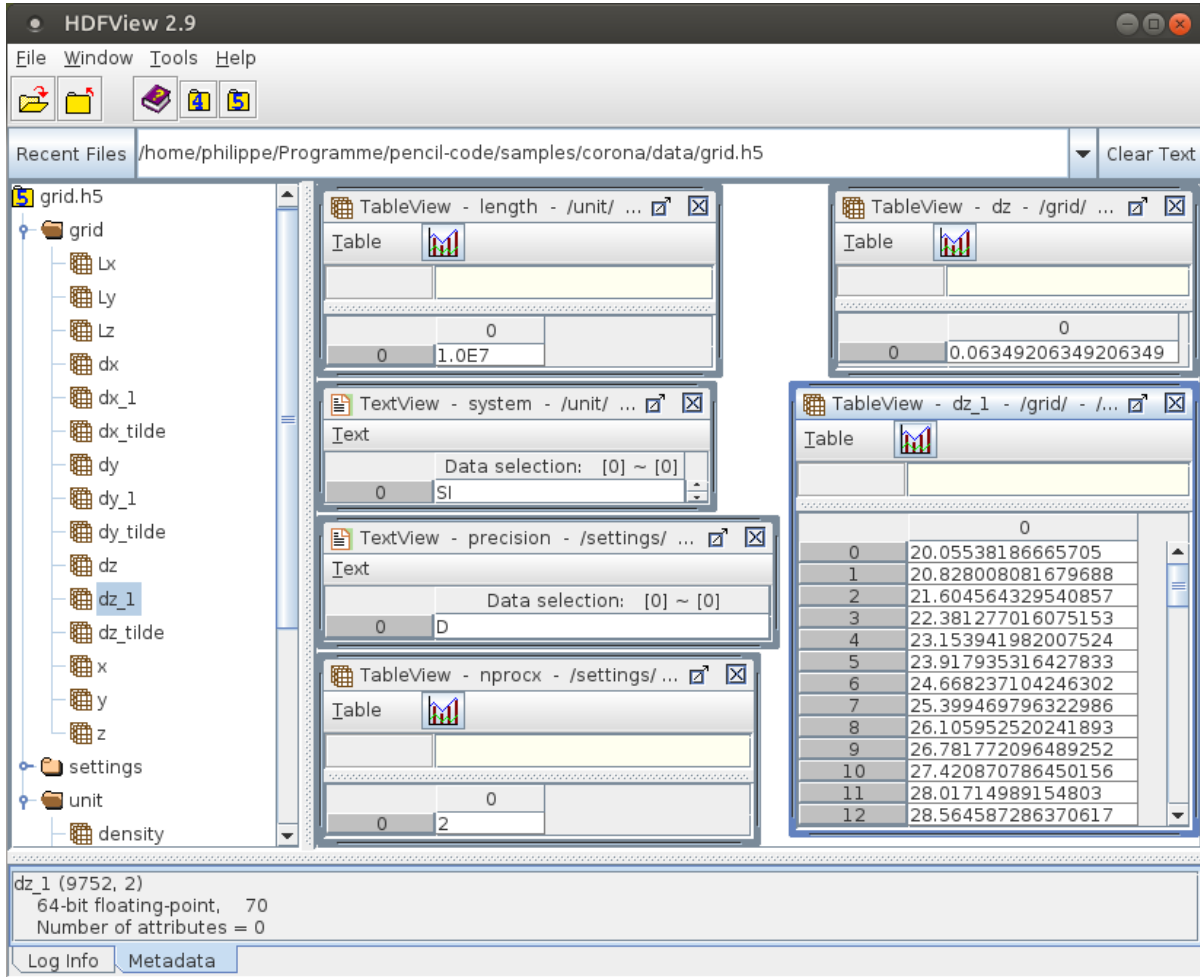 HDFView 2.9
File Window Tools Help
4 5
Recent Files /home/philippe/Programme/pencil-code/samples/corona/data/grid.h5 Clear Text
5 grid.h5
grid
Lx
Ly
Lz
dx
dx_1
dx_tilde
dy
dy_1
dy_tilde
dz
dz_1
dz_tilde
x
y
z
settings
unit
density
TableView - length - /unit/ ...
Table
0
0 1.0E7
TextView - system - /unit/ ...
Text
Data selection: [0] ~ [0]
0 SI
TextView - precision - /settings/ ...
Text
Data selection: [0] ~ [0]
0 D
TableView - nprocx - /settings/ ...
Table
0
0 2
TableView - dz - /grid/ ...
Table
0
0 0.06349206349206349
TableView - dz_1 - /grid/ - /...
Table
0
0 20.05538186665705
1 20.828008081679688
2 21.604564329540857
3 22.381277016075153
4 23.153941982007524
5 23.917935316427833
6 24.668237104246302
7 25.399469796322986
8 26.105952520241893
9 26.781772096489252
10 27.420870786450156
11 28.01714989154803
12 28.564587286370617
dz_1 (9752, 2)
64-bit floating-point, 70
Number of attributes = 0
Log Info Metadata